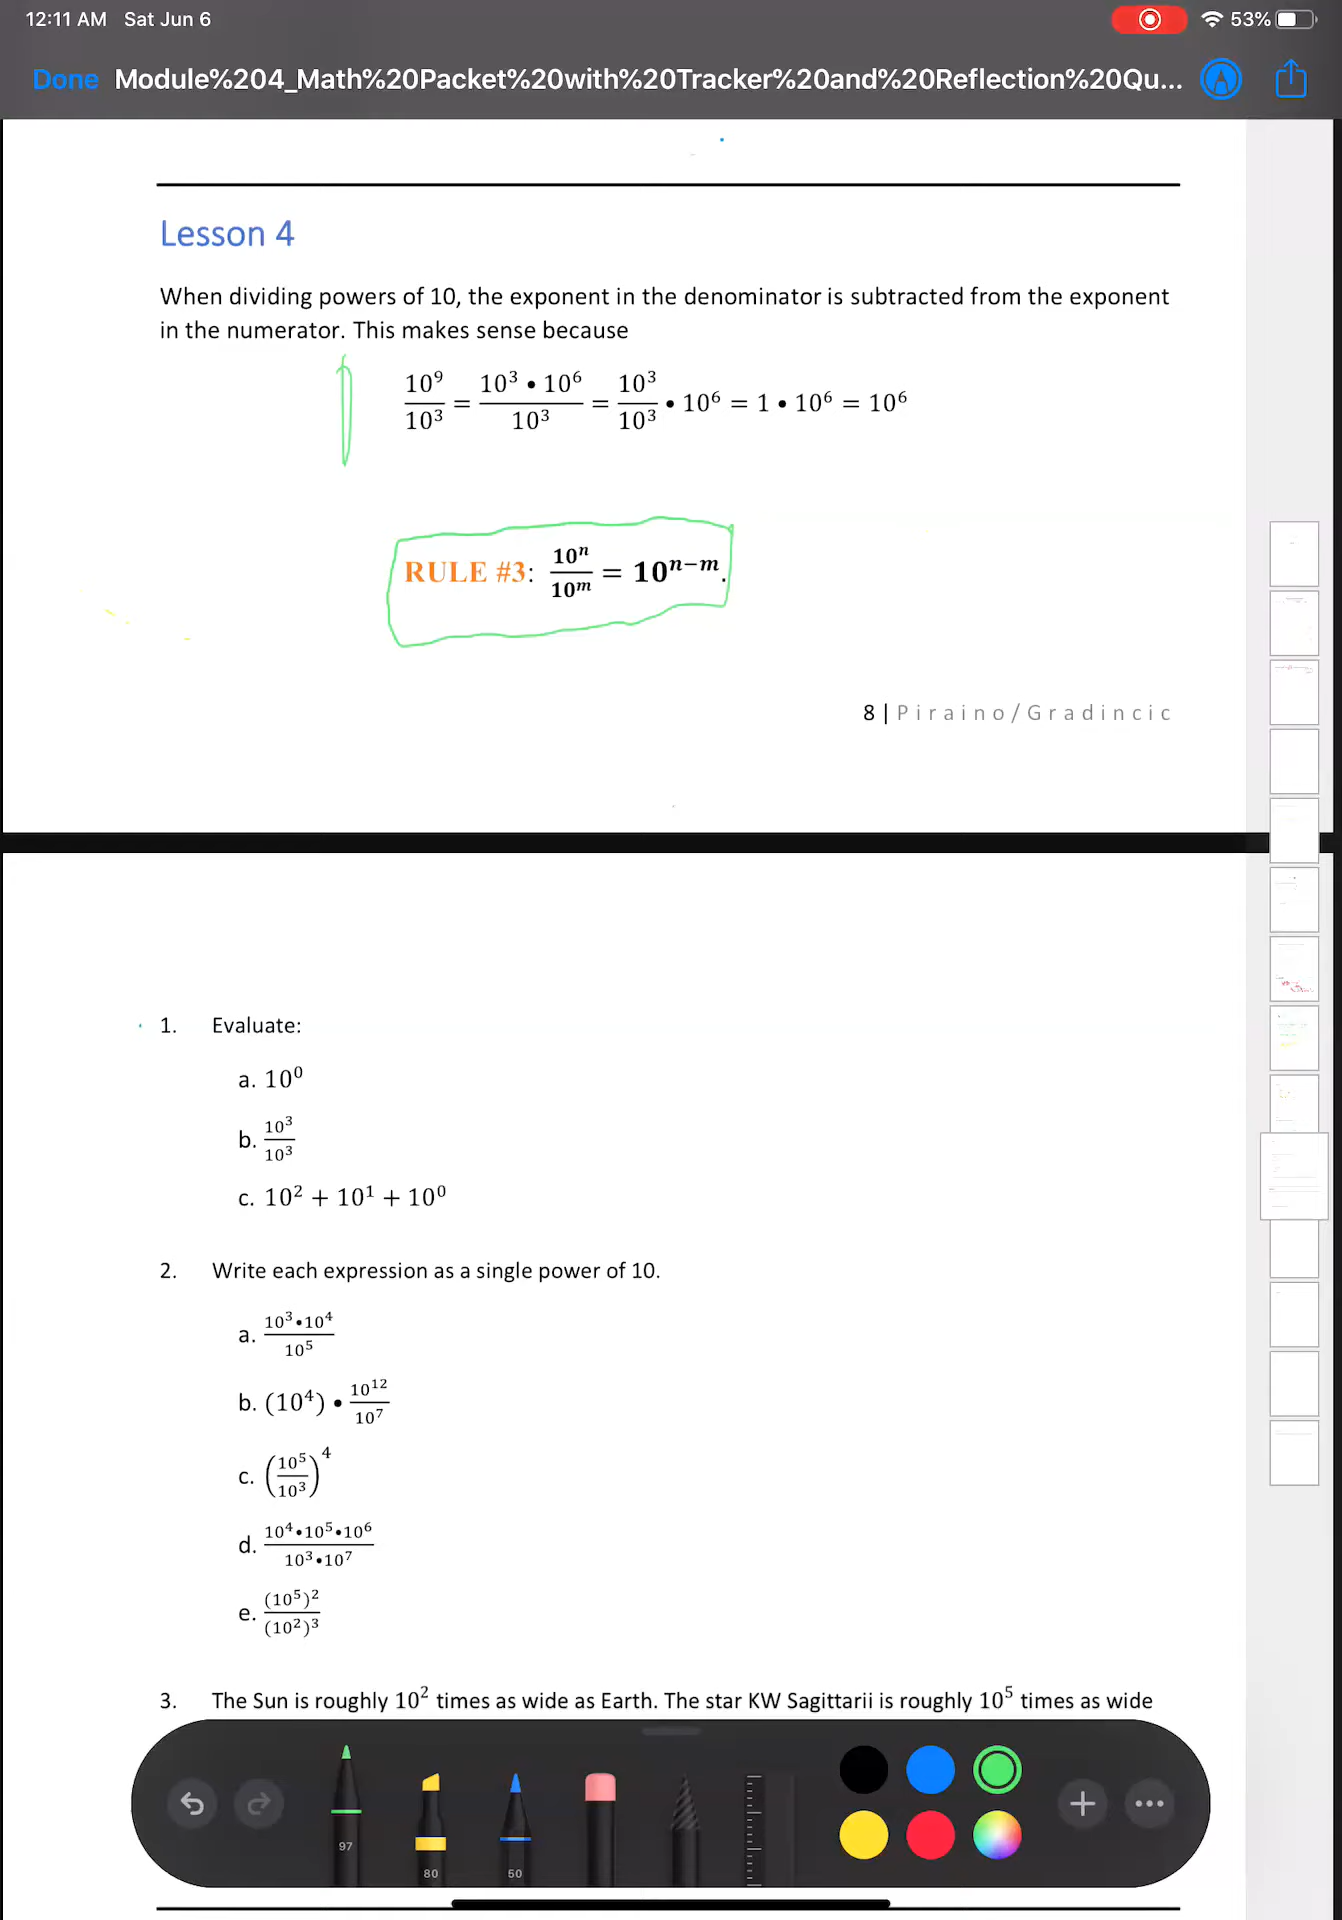 12:11 AM Sat Jun 6
53%
Done Module%204_Math%20Packet%20with%20Tracker%20and%20Reflection%20Qu...
Lesson 4
When dividing powers of 10, the exponent in the denominator is subtracted from the exponent
in the numerator. This makes sense because
10⁹/10³ = 10³ • 10⁶/10³ = 10³/10³ • 10⁶ = 1 • 10⁶ = 10⁶
RULE #3: 10ⁿ/10ᵐ = 10ⁿ⁻ᵐ.
8 | Piraino/Gradincic
1. Evaluate:
a. 10⁰
b. 10³/10³
c. 10² + 10¹ + 10⁰
2. Write each expression as a single power of 10.
a. 10³•10⁴/10⁵
b. (10⁴) • 10¹²/10⁷
c. (10⁵/10³)⁴
d. 10⁴•10⁵•10⁶/10³•10⁷
e. (10⁵)²/(10²)³
3. The Sun is roughly 10² times as wide as Earth. The star KW Sagittarii is roughly 10⁵ times as wide
97
80
50